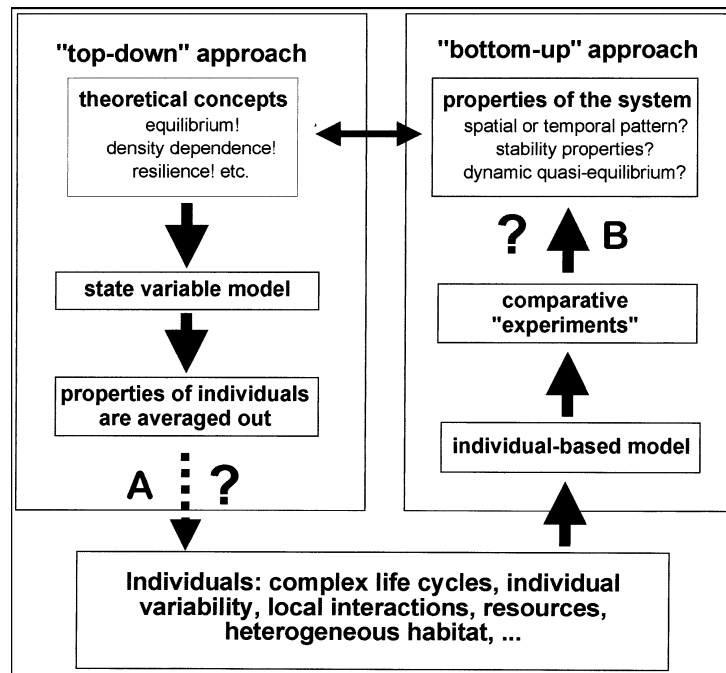 "top-down" approach
theoretical concepts
equilibrium!
density dependence!
resilience! etc.
state variable model
properties of individuals
are averaged out
A
?
"bottom-up" approach
properties of the system
spatial or temporal pattern?
stability properties?
dynamic quasi-equilibrium?
?
B
comparative
"experiments"
individual-based model
Individuals: complex life cycles, individual
variability, local interactions, resources,
heterogeneous habitat, ...